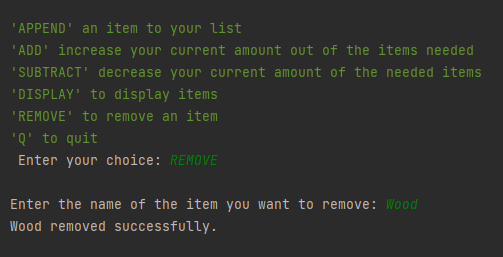 'APPEND' an item to your list
'ADD' increase your current amount out of the items needed
'SUBTRACT' decrease your current amount of the needed items
'DISPLAY' to display items
'REMOVE' to remove an item
'Q' to quit
Enter your choice: REMOVE
Enter the name of the item you want to remove: Wood
Wood removed successfully.